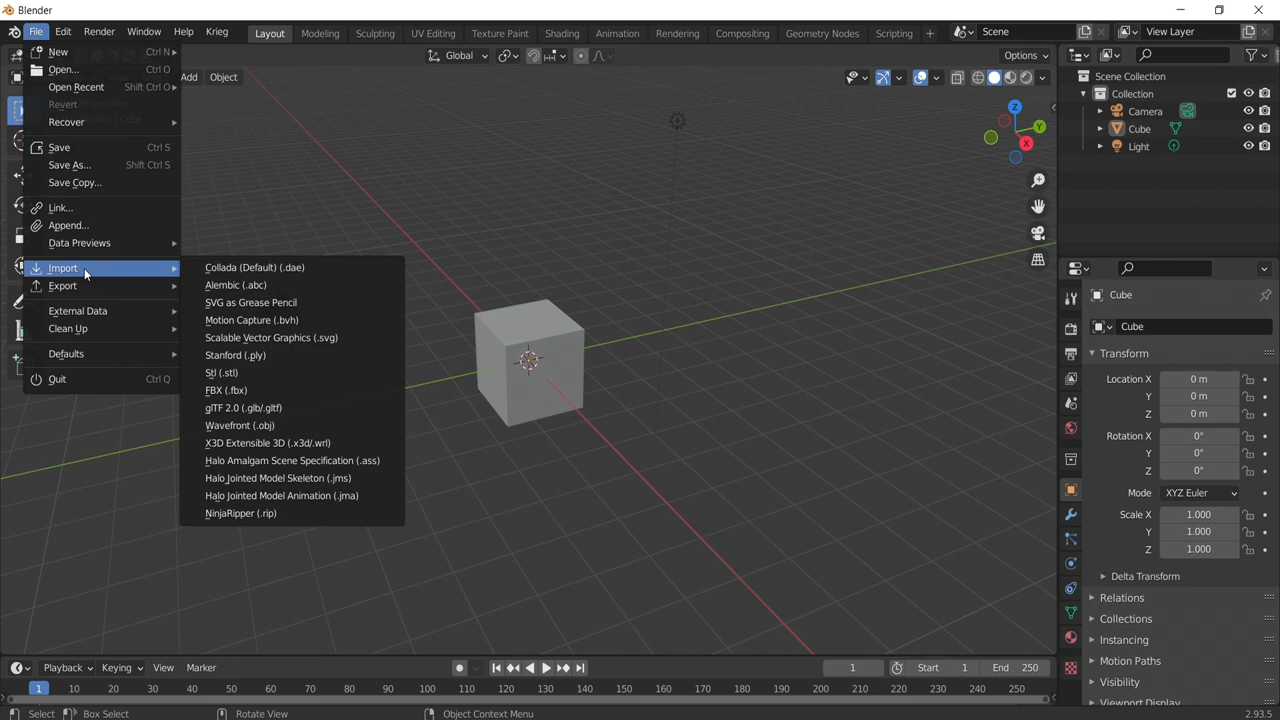 Blender
File Edit Render Window Help Krieg Layout Modeling Sculpting UV Editing Texture Paint Shading Animation Rendering Compositing Geometry Nodes Scripting + Scene View Layer
Global Options
Add Object
New Ctrl N
Open... Ctrl O
Open Recent Shift Ctrl O
Revert
Recover
Save Ctrl S
Save As... Shift Ctrl S
Save Copy...
Link...
Append...
Data Previews
Import
Export
External Data
Clean Up
Defaults
Quit Ctrl Q
Collada (Default) (.dae)
Alembic (.abc)
SVG as Grease Pencil
Motion Capture (.bvh)
Scalable Vector Graphics (.svg)
Stanford (.ply)
Stl (.stl)
FBX (.fbx)
glTF 2.0 (.glb/.gltf)
Wavefront (.obj)
X3D Extensible 3D (.x3d/.wrl)
Halo Amalgam Scene Specification (.ass)
Halo Jointed Model Skeleton (.jms)
Halo Jointed Model Animation (.jma)
NinjaRipper (.rip)
Z
Y
X
Scene Collection
Collection
Camera
Cube
Light
Cube
Cube
Transform
Location X 0 m
Y 0 m
Z 0 m
Rotation X 0°
Y 0°
Z 0°
Mode XYZ Euler
Scale X 1.000
Y 1.000
Z 1.000
Delta Transform
Relations
Collections
Instancing
Motion Paths
Visibility
Viewport Display
Playback Keying View Marker 1 Start 1 End 250
1 10 20 30 40 50 60 70 80 90 100 110 120 130 140 150 160 170 180 190 200 210 220 230 240 250
Select Box Select Rotate View Object Context Menu 2.93.5